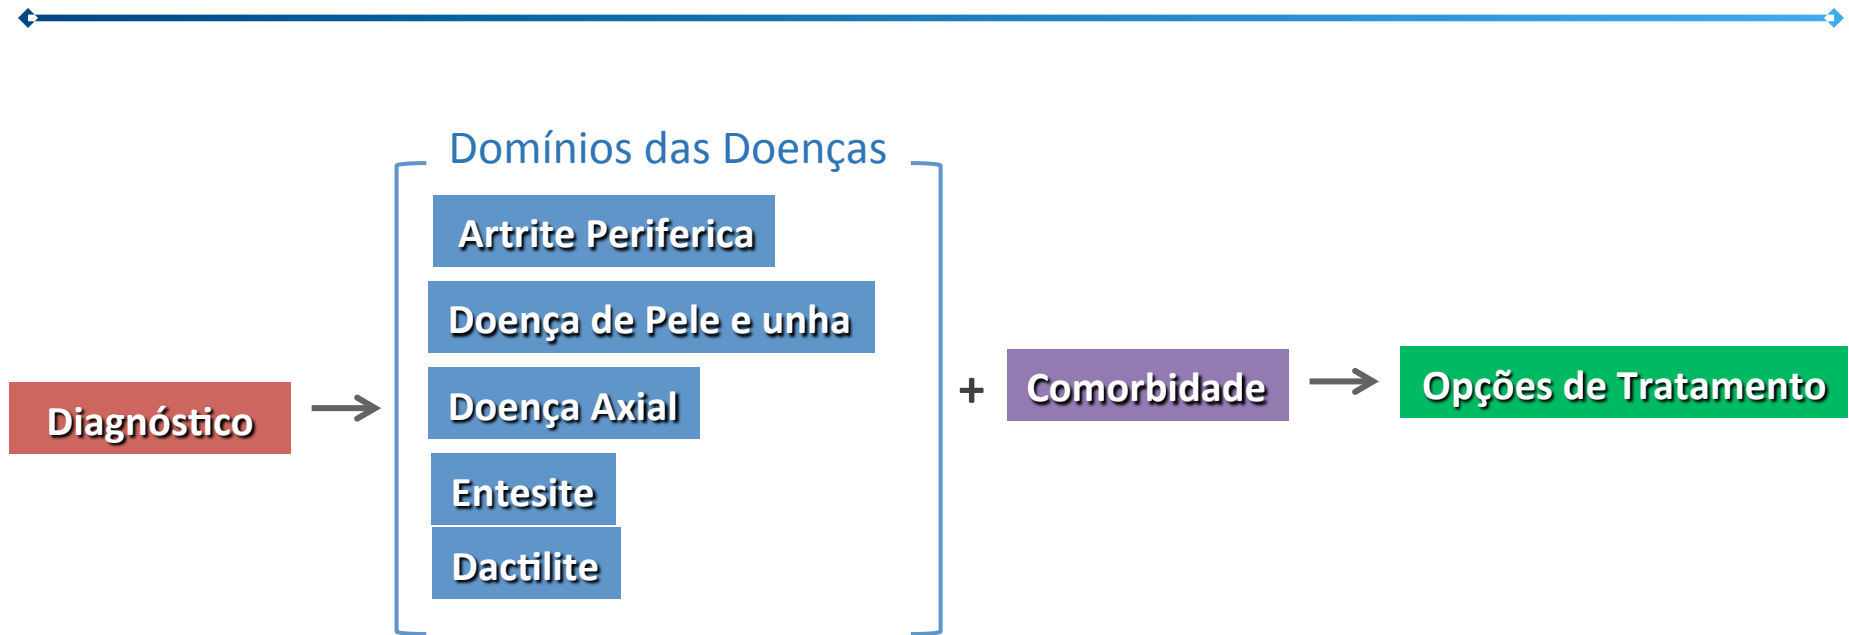 Domínios das Doenças
Artrite Periferica
Doença de Pele e unha
Doença Axial
Entesite
Dactilite
Diagnóstico
+
Comorbidade
Opções de Tratamento